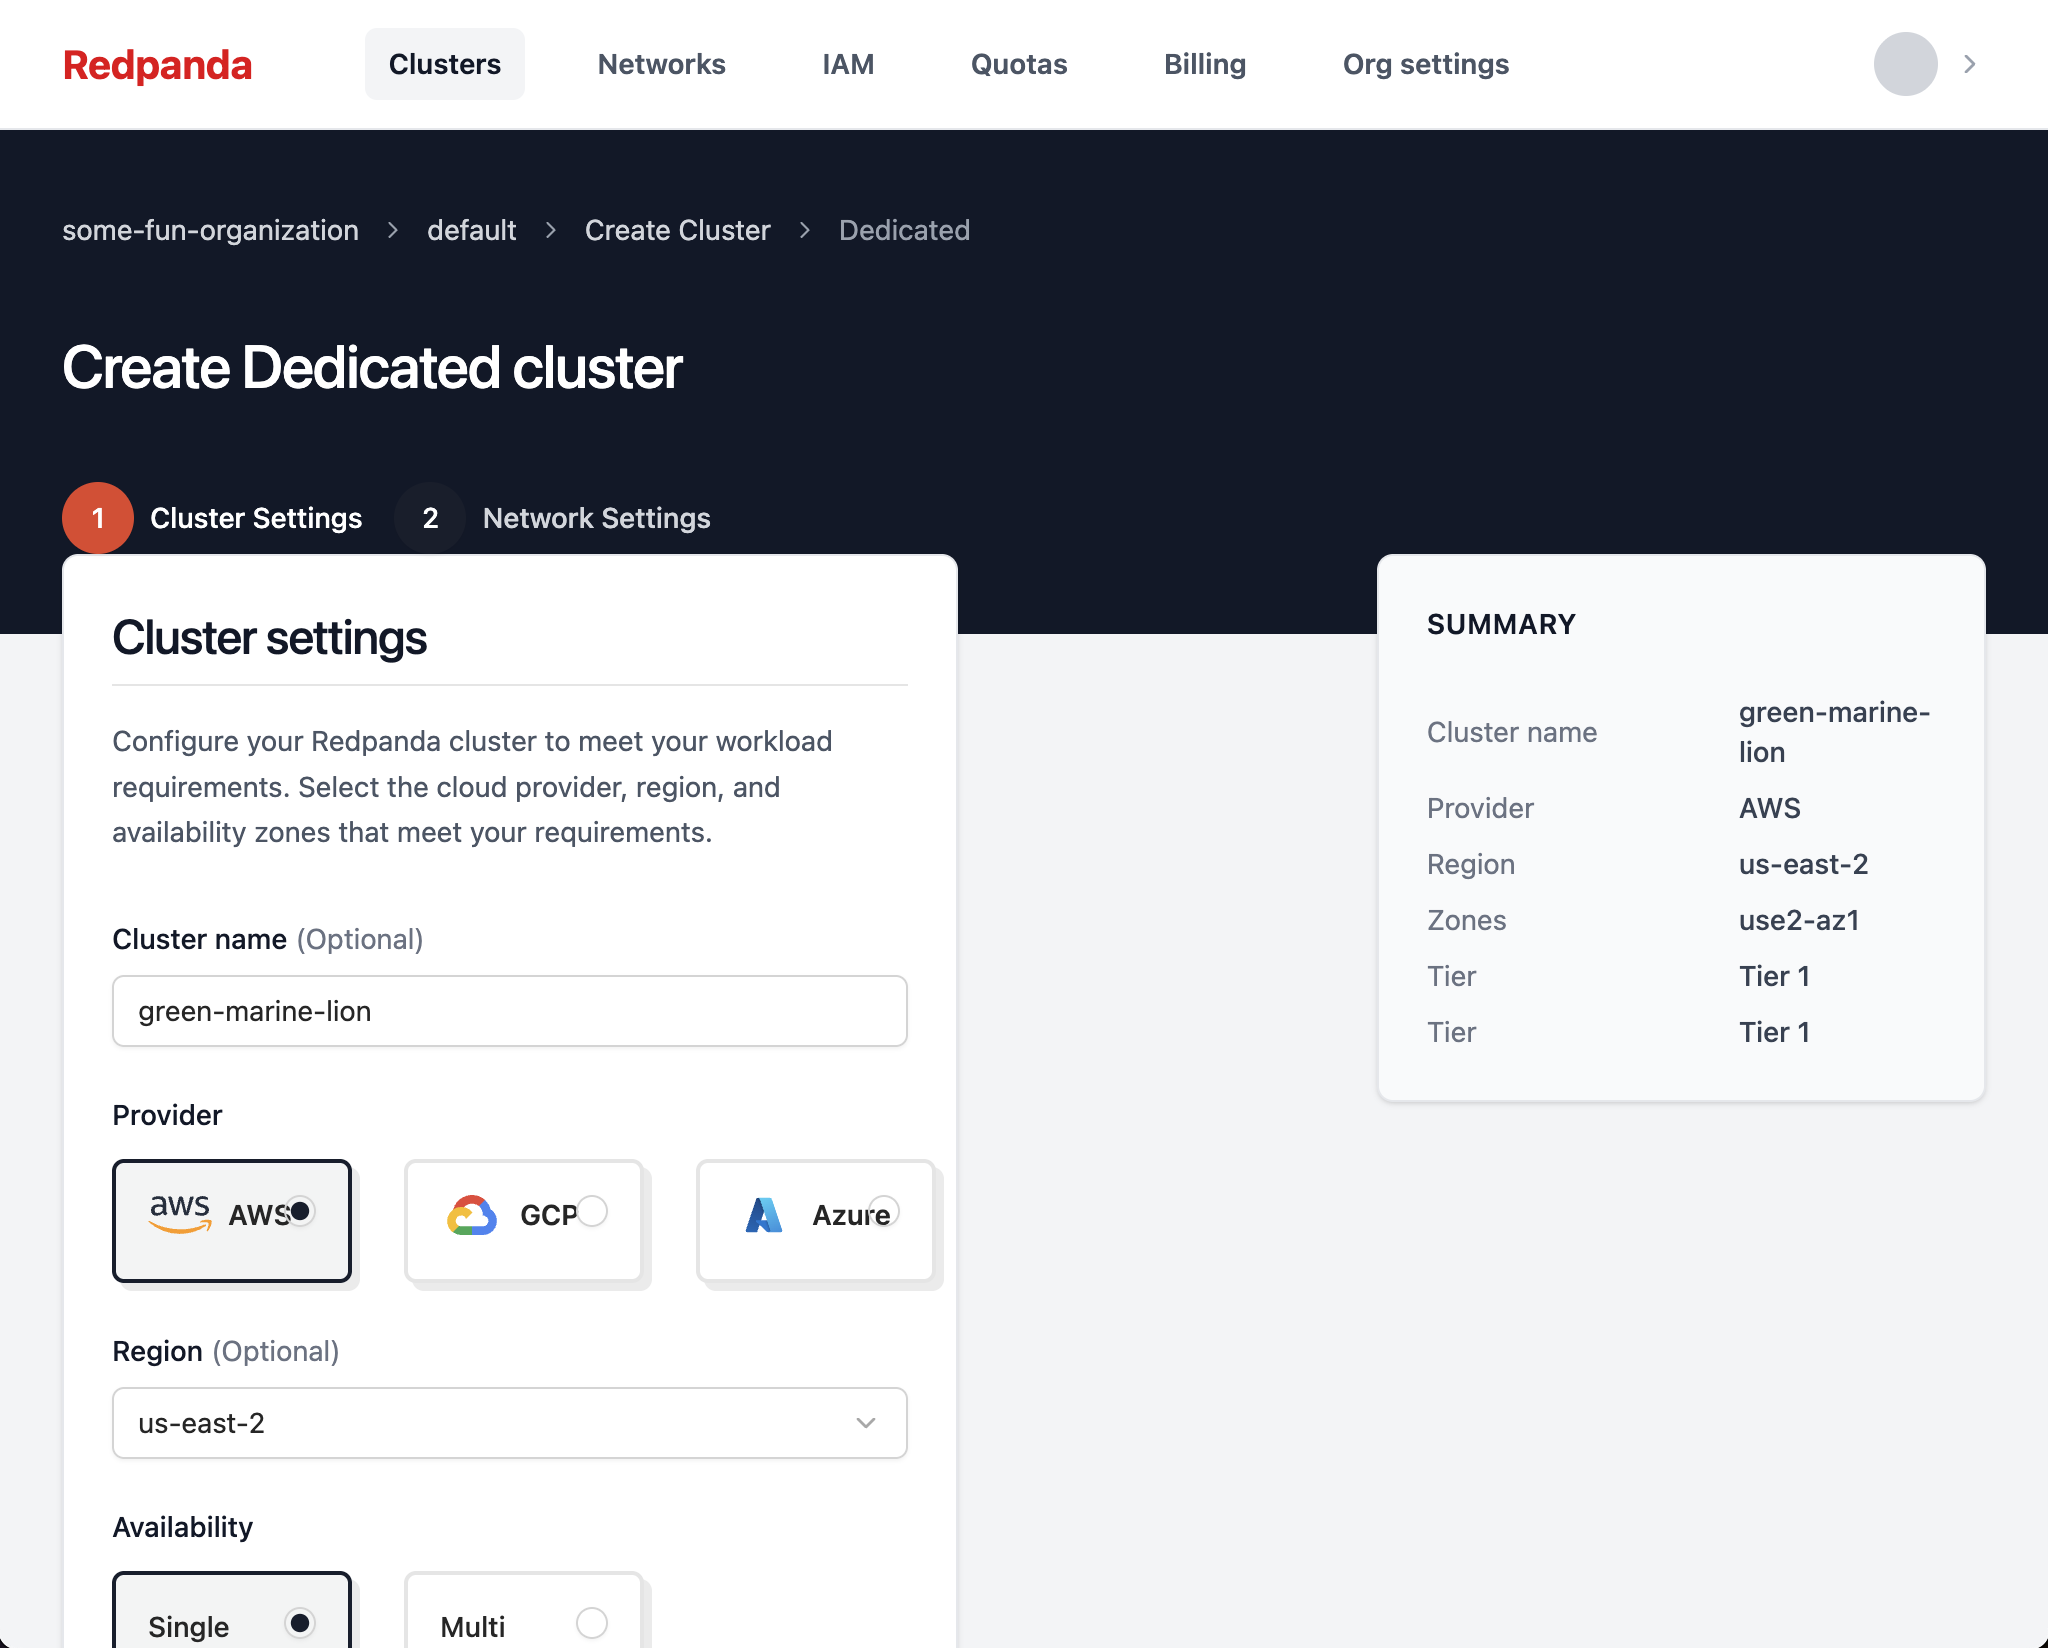 Redpanda
Clusters
Networks
IAM
Quotas
Billing
Org settings
some-fun-organization
default
Create Cluster
Dedicated
Create Dedicated cluster
1
Cluster Settings
2
Network Settings
Cluster settings
Configure your Redpanda cluster to meet your workload
requirements. Select the cloud provider, region, and
availability zones that meet your requirements.
Cluster name (Optional)
green-marine-lion
Provider
aws
AWS
GCP
Azure
Region (Optional)
us-east-2
Availability
Single
Multi
SUMMARY
Cluster name
green-marine-
lion
Provider
AWS
Region
us-east-2
Zones
use2-az1
Tier
Tier 1
Tier
Tier 1